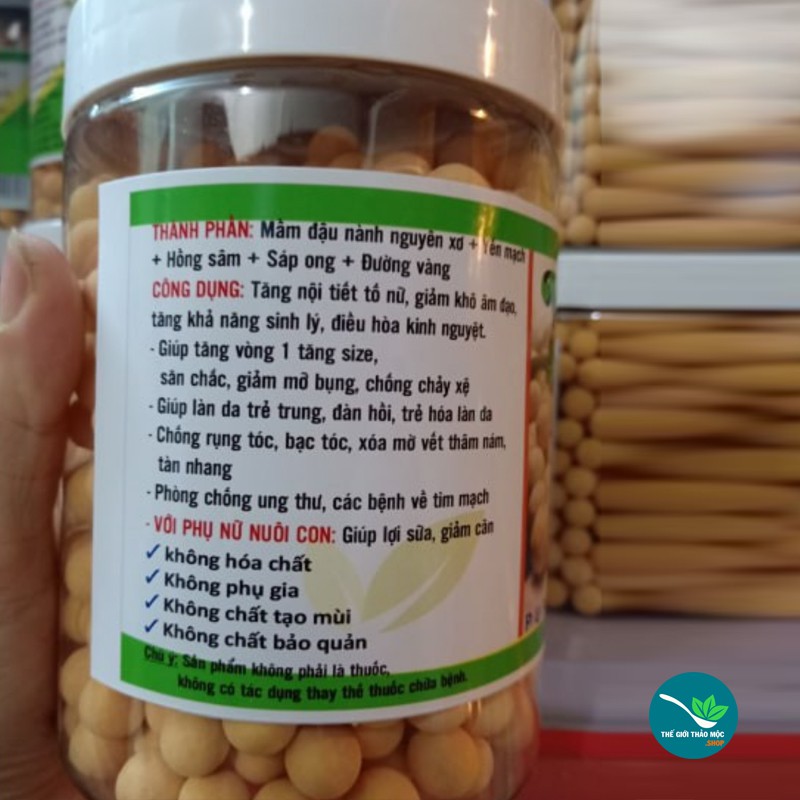 THÀNH PHẦN: Mầm đậu nành nguyên xơ + Yến mạch
+ Hồng sâm + Sáp ong + Đường vàng
CÔNG DỤNG: Tăng nội tiết tố nữ, giảm khô âm đạo,
tăng khả năng sinh lý, điều hòa kinh nguyệt.
- Giúp tăng vòng 1 tăng size,
săn chắc, giảm mỡ bụng, chống chảy xệ
- Giúp làn da trẻ trung, đàn hồi, trẻ hóa làn da
- Chống rụng tóc, bạc tóc, xóa mờ vết thâm nám,
tàn nhang
- Phòng chống ung thư, các bệnh về tim mạch
- VỚI PHỤ NỮ NUÔI CON: Giúp lợi sữa, giảm cân
✓ không hóa chất
✓ Không phụ gia
✓ Không chất tạo mùi
✓ Không chất bảo quản
Chú ý: Sản phẩm không phải là thuốc,
không có tác dụng thay thế thuốc chữa bệnh.
THẾ GIỚI THẢO MỘC
.SHOP